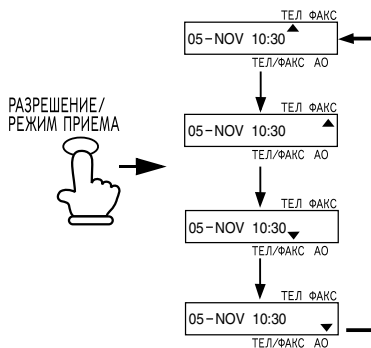 ТЕЛ ФАКС
05-NOV 10:30
ТЕЛ/ФАКС АО
РАЗРЕШЕНИЕ/
РЕЖИМ ПРИЕМА
ТЕЛ ФАКС
05-NOV 10:30
ТЕЛ/ФАКС АО
ТЕЛ ФАКС
05-NOV 10:30
ТЕЛ/ФАКС АО
ТЕЛ ФАКС
05-NOV 10:30
ТЕЛ/ФАКС АО